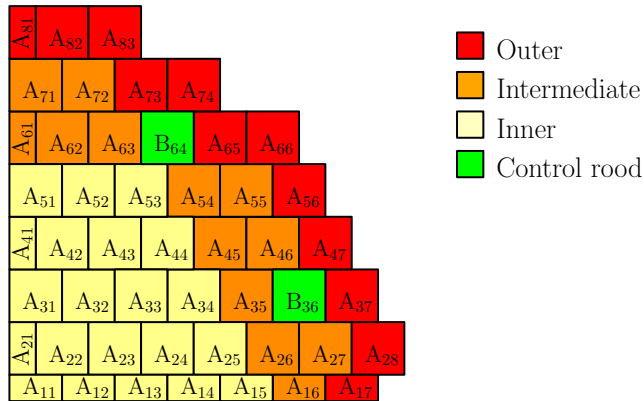 A81 A82 A83
A71 A72 A73 A74
A61 A62 A63 B64 A65 A66
A51 A52 A53 A54 A55 A56
A41 A42 A43 A44 A45 A46 A47
A31 A32 A33 A34 A35 B36 A37
A21 A22 A23 A24 A25 A26 A27 A28
A11 A12 A13 A14 A15 A16 A17
Outer
Intermediate
Inner
Control rood